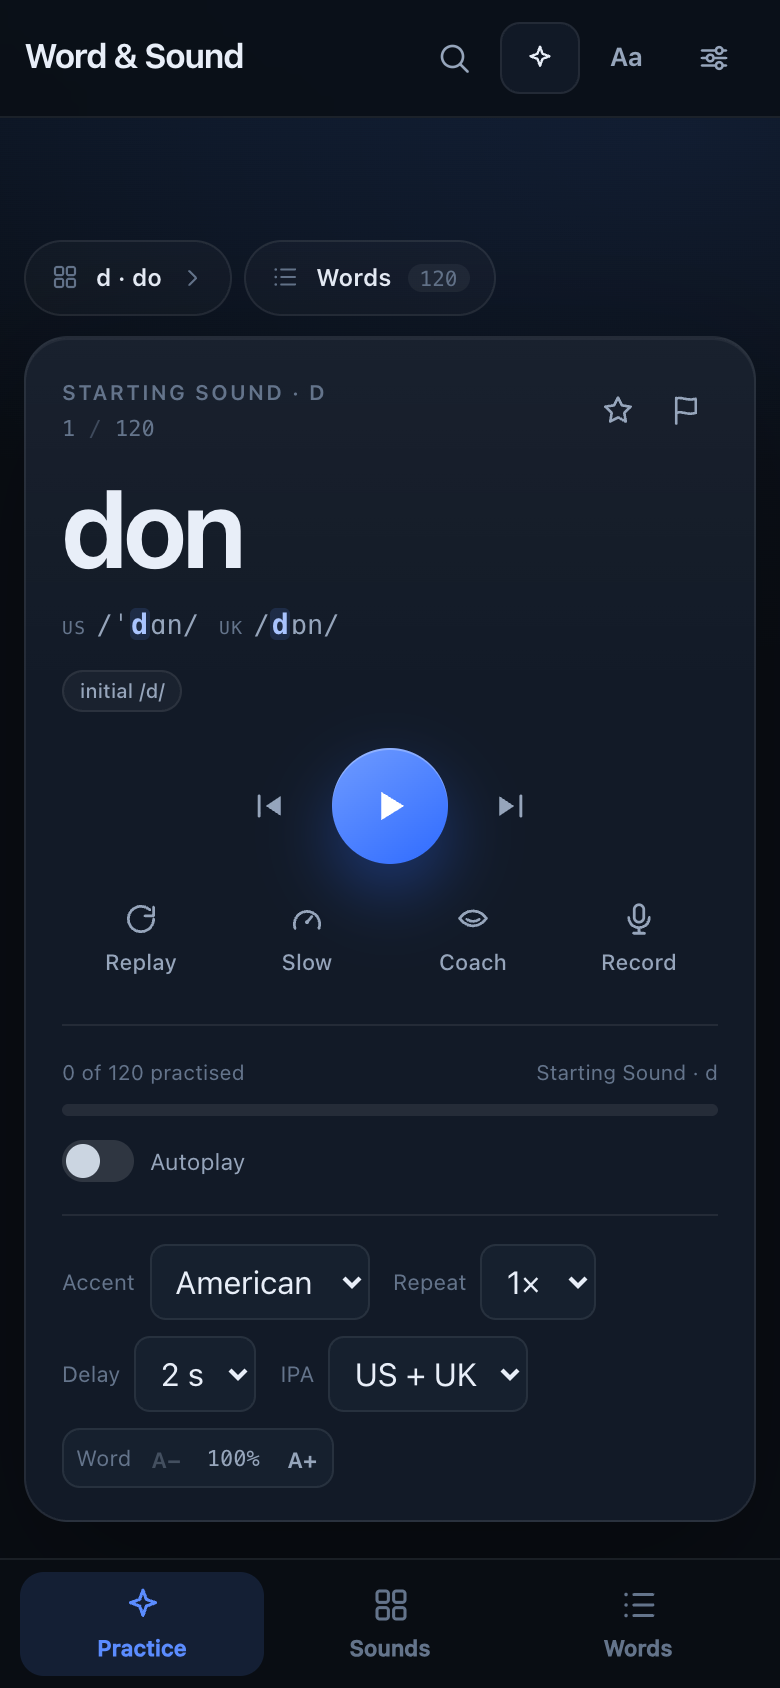 Word & Sound Aa
d · do Words 120
STARTING SOUND · D
1 / 120
don
US /ˈdɑn/ UK /dɒn/
initial /d/
Replay Slow Coach Record
0 of 120 practised Starting Sound · d
Autoplay
Accent American Repeat 1×
Delay 2 s IPA US + UK
Word A− 100% A+
Practice Sounds Words